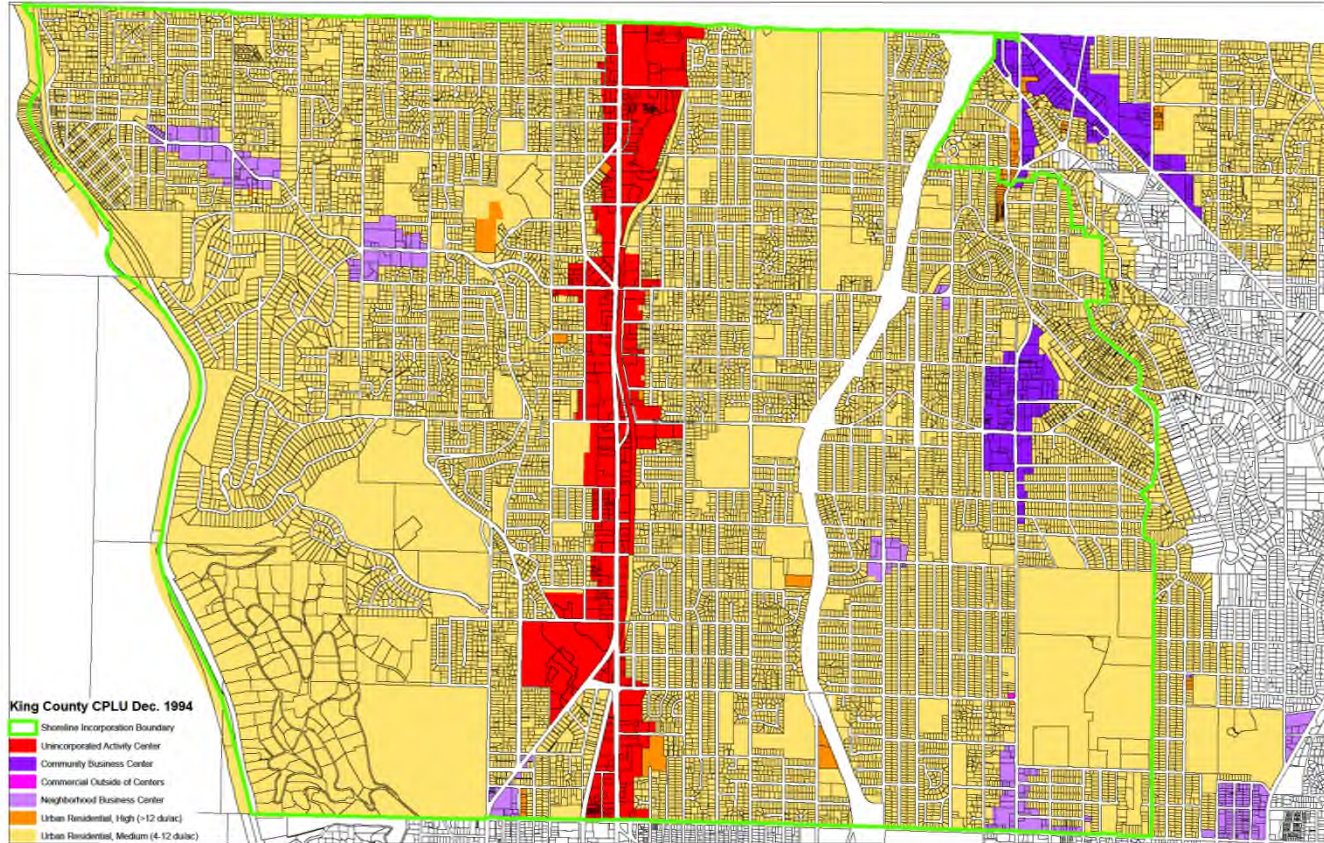 King County CPLU Dec. 1994
Shoreline Incorporation Boundary
Unincorporated Activity Center
Community Business Center
Commercial Outside of Centers
Neighborhood Business Center
Urban Residential, High (>12 du/ac)
Urban Residential, Medium (4-12 du/ac)